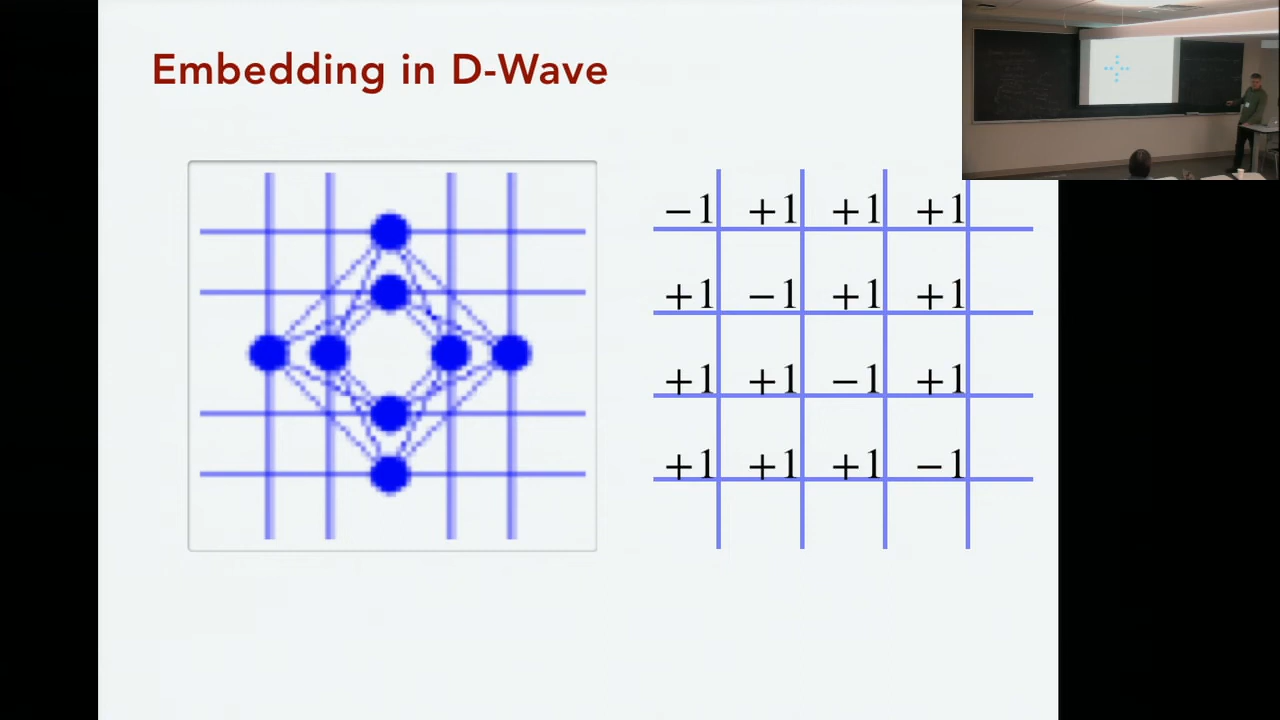 Embedding in D-Wave
−1 +1 +1 +1
+1 −1 +1 +1
+1 +1 −1 +1
+1 +1 +1 −1